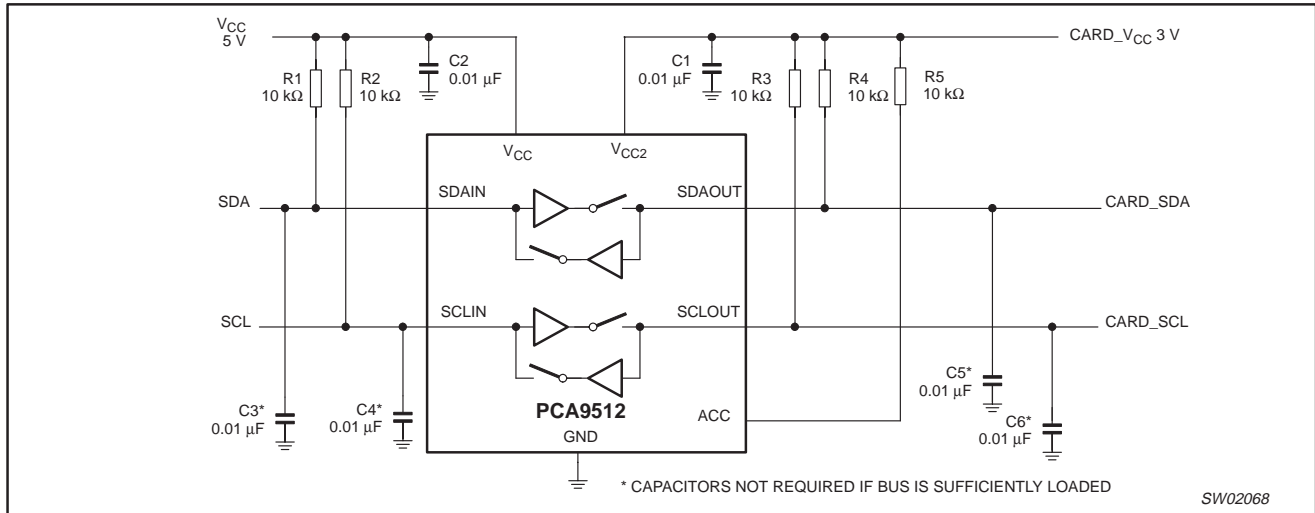 VCC
5 V
CARD_VCC 3 V
C2
0.01 µF
C1
0.01 µF
R1
10 kΩ
R2
10 kΩ
R3
10 kΩ
R4
10 kΩ
R5
10 kΩ
VCC
VCC2
SDA
SDAIN
SDAOUT
CARD_SDA
SCL
SCLIN
SCLOUT
CARD_SCL
C3*
0.01 µF
C4*
0.01 µF
PCA9512
ACC
GND
C5*
0.01 µF
C6*
0.01 µF
* CAPACITORS NOT REQUIRED IF BUS IS SUFFICIENTLY LOADED
SW02068